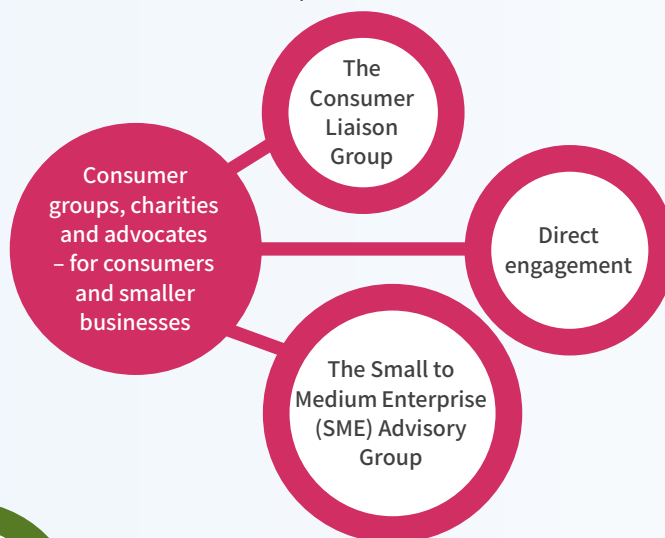 The
Consumer
Liaison
Group
Consumer
groups, charities
and advocates
– for consumers
and smaller
businesses
Direct
engagement
The Small to
Medium Enterprise
(SME) Advisory
Group